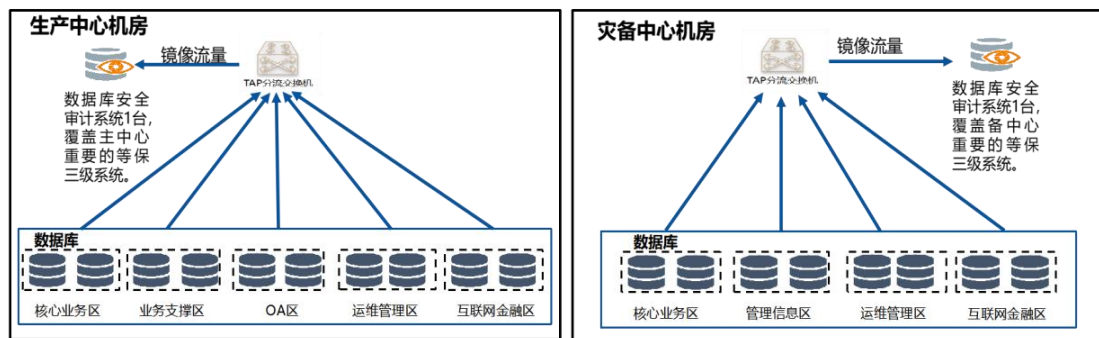 生产中心机房
镜像流量
TAP分流交换机
数据库安全
审计系统1台,
覆盖主中心
重要的等保
三级系统。
数据库
核心业务区
业务支撑区
OA区
运维管理区
互联网金融区
灾备中心机房
镜像流量
TAP分流交换机
数据库安全
审计系统1台,
覆盖备中心
重要的等保
三级系统。
数据库
核心业务区
管理信息区
运维管理区
互联网金融区